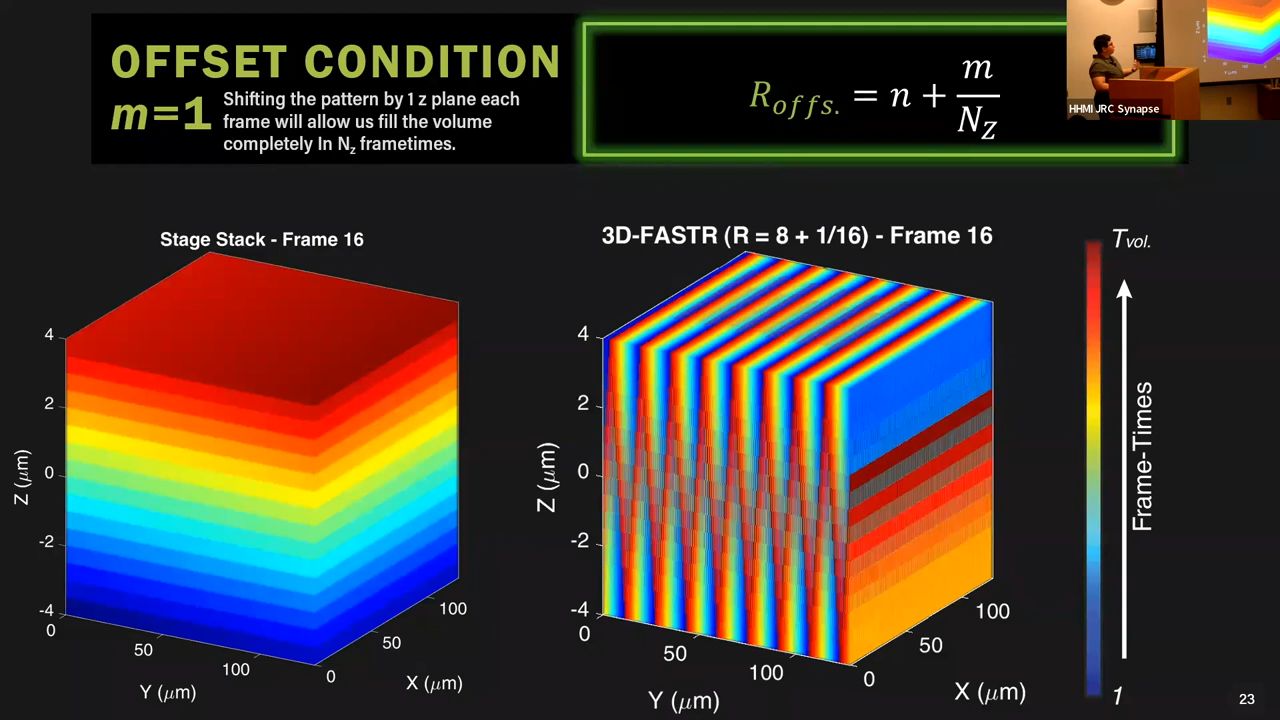 OFFSET CONDITION
m=1
Shifting the pattern by 1 z plane each
frame will allow us fill the volume
completely In Nz frametimes.
Roffs. = n + m/NZ
HHMI JRC Synapse
Stage Stack - Frame 16
3D-FASTR (R = 8 + 1/16) - Frame 16
Tvol.
4
2
0
-2
-4
Z (μm)
0
50
100
Y (μm)
0
50
100
X (μm)
4
2
0
-2
-4
Z (μm)
0
50
100
Y (μm)
0
50
100
X (μm)
Frame-Times
1
23